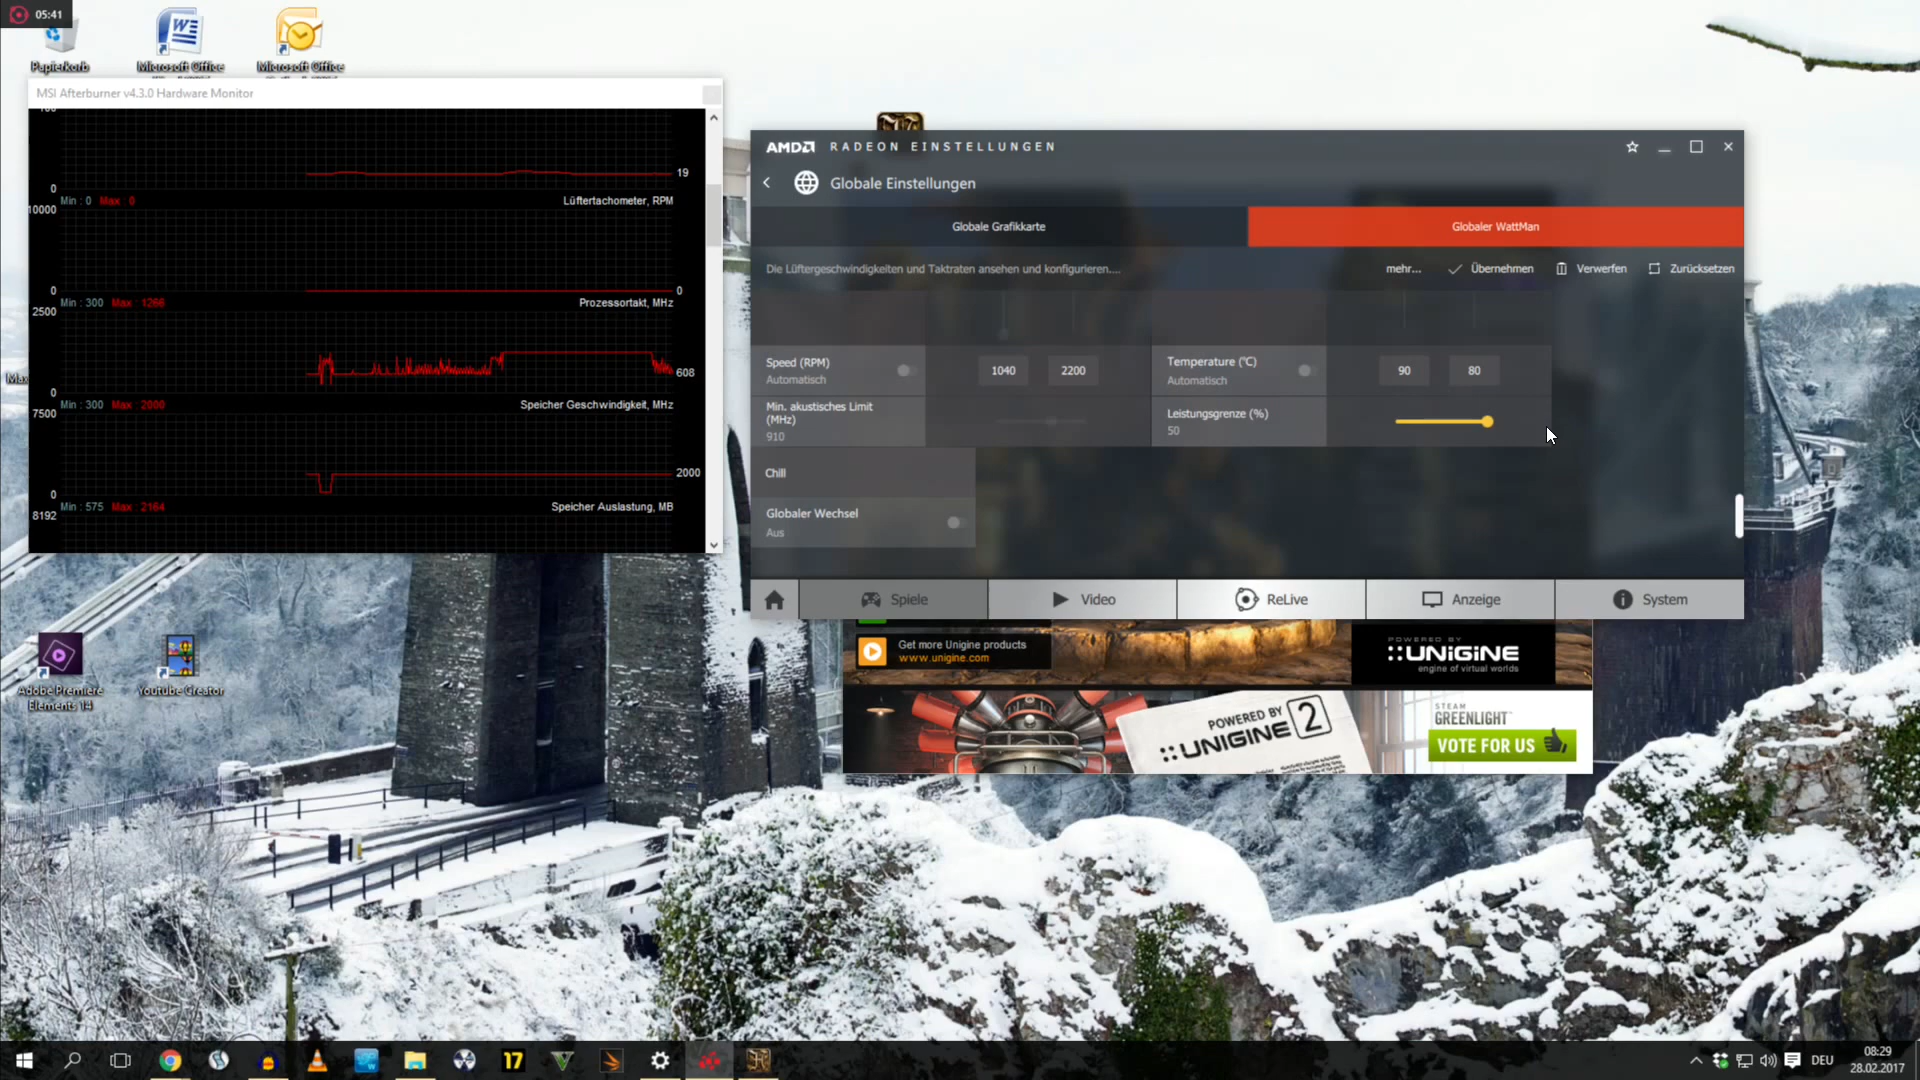 05:41
Papierkorb
Microsoft Office
Microsoft Office
MSI Afterburner v4.3.0 Hardware Monitor
100
19
0
Min : 0 Max : 0
Lüftertachometer, RPM
10000
0
0
Min : 300 Max : 1266
Prozessortakt, MHz
2500
608
0
Min : 300 Max : 2000
Speicher Geschwindigkeit, MHz
7500
2000
0
Min : 575 Max : 2164
Speicher Auslastung, MB
8192
Max
AMD RADEON EINSTELLUNGEN
Globale Einstellungen
Globale Grafikkarte
Globaler WattMan
Die Lüftergeschwindigkeiten und Taktraten ansehen und konfigurieren....
mehr...
Übernehmen
Verwerfen
Zurücksetzen
Speed (RPM)
Automatisch
1040
2200
Temperature (°C)
Automatisch
90
80
Min. akustisches Limit
(MHz)
910
Leistungsgrenze (%)
50
Chill
Globaler Wechsel
Aus
Spiele
Video
ReLive
Anzeige
System
Get more Unigine products
www.unigine.com
POWERED BY
UNIGINE
engine of virtual worlds
POWERED BY
UNIGINE 2
STEAM
GREENLIGHT
VOTE FOR US
Adobe Premiere
Elements 14
Youtube Creator
17
DEU
08:29
28.02.2017